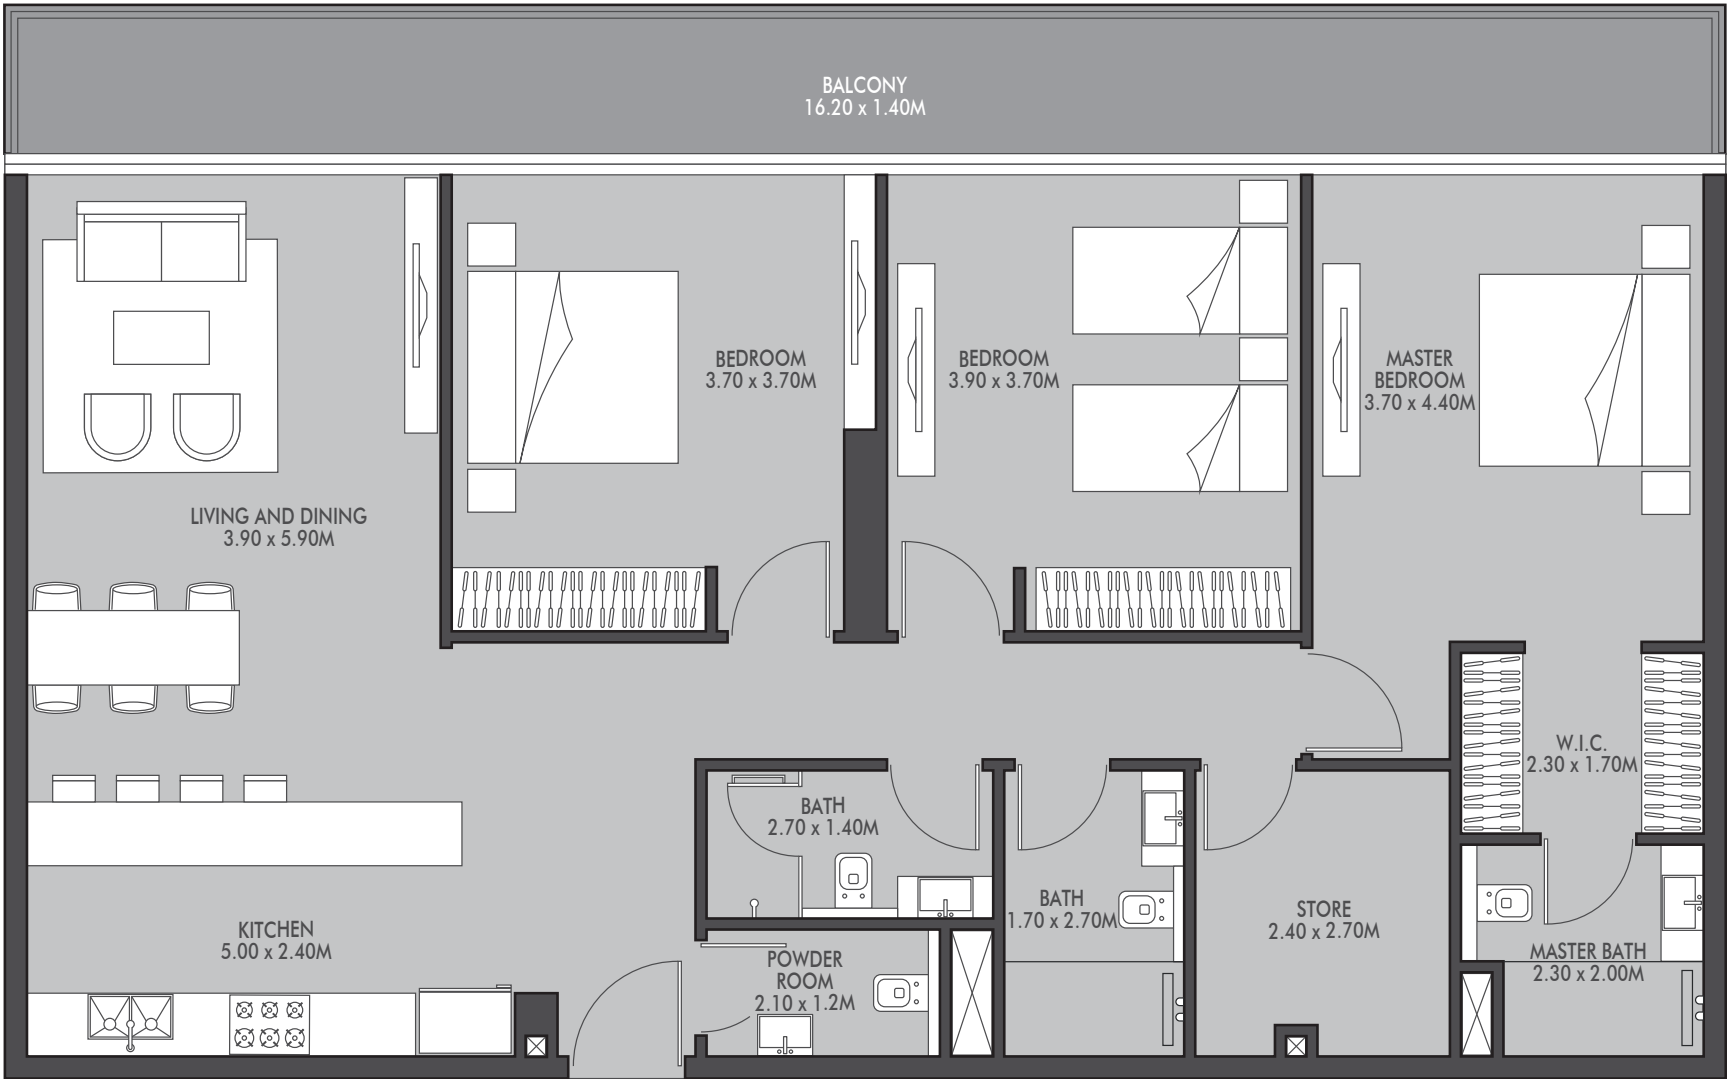 BALCONY
16.20 x 1.40M
BEDROOM
3.70 x 3.70M
BEDROOM
3.90 x 3.70M
MASTER
BEDROOM
3.70 x 4.40M
LIVING AND DINING
3.90 x 5.90M
W.I.C.
2.30 x 1.70M
BATH
2.70 x 1.40M
BATH
1.70 x 2.70M
STORE
2.40 x 2.70M
KITCHEN
5.00 x 2.40M
POWDER
ROOM
2.10 x 1.2M
MASTER BATH
2.30 x 2.00M